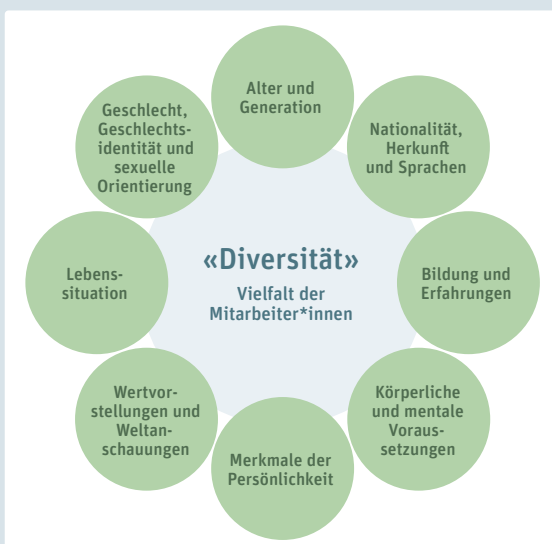 Alter und
Generation
Nationalität,
Herkunft
und Sprachen
Bildung und
Erfahrungen
Körperliche
und mentale
Voraus-
setzungen
Merkmale der
Persönlichkeit
Wertvor-
stellungen und
Weltan-
schauungen
Lebens-
situation
Geschlecht,
Geschlechts-
identität und
sexuelle
Orientierung
«Diversität»
Vielfalt der
Mitarbeiter*innen